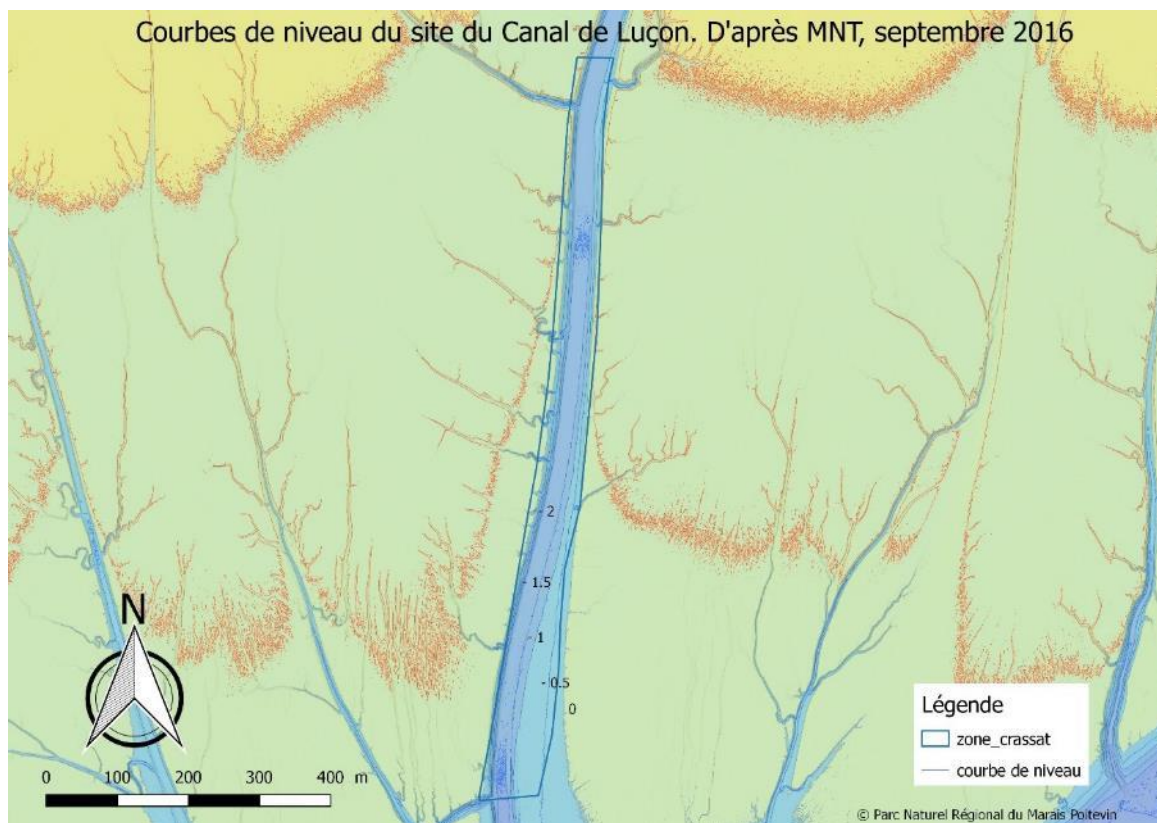 Courbes de niveau du site du Canal de Luçon. D'après MNT, septembre 2016
- 2
- 1.5
- 1
- 0.5
0
N
0 100 200 300 400 m
Légende
zone_crassat
courbe de niveau
© Parc Naturel Régional du Marais Poitevin